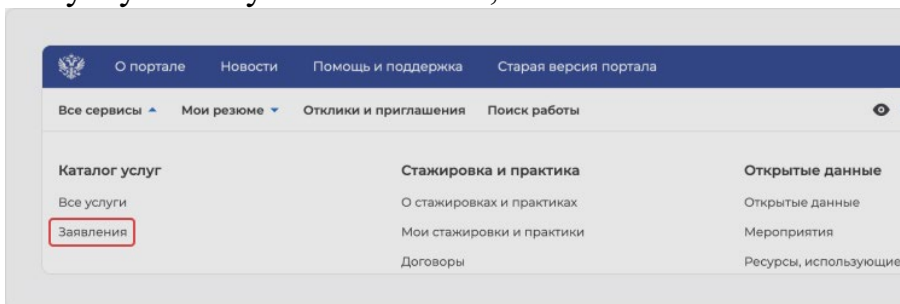 О портале Новости Помощь и поддержка Старая версия портала
Все сервисы Мои резюме Отклики и приглашения Поиск работы
Каталог услуг Стажировка и практика Открытые данные
Все услуги О стажировках и практиках Открытые данные
Заявления Мои стажировки и практики Мероприятия
Договоры Ресурсы, использующие